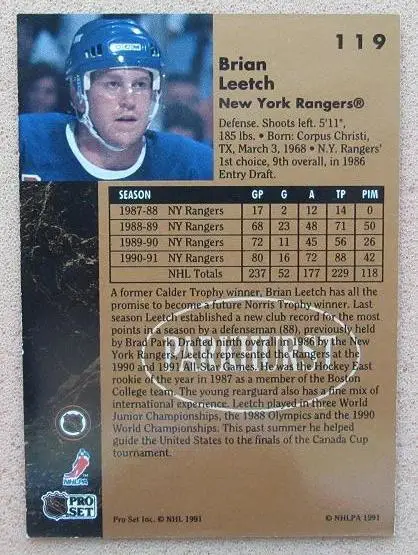 119
Brian
Leetch
New York Rangers®
Defense. Shoots left. 5'11",
185 lbs. • Born: Corpus Christi,
TX, March 3, 1968 • N.Y. Rangers'
1st choice, 9th overall, in 1986
Entry Draft.
SEASON GP G A TP PIM
1987-88 NY Rangers 17 2 12 14 0
1988-89 NY Rangers 68 23 48 71 50
1989-90 NY Rangers 72 11 45 56 26
1990-91 NY Rangers 80 16 72 88 42
NHL Totals 237 52 177 229 118
A former Calder Trophy winner, Brian Leetch has all the
promise to become a future Norris Trophy winner. Last
season Leetch established a new club record for the most
points in a season by a defenseman (88), previously held
by Brad Park. Drafted ninth overall in 1986 by the New
York Rangers, Leetch represented the Rangers at the
1990 and 1991 All-Star Games. He was the Hockey East
rookie of the year in 1987 as a member of the Boston
College team. The young rearguard also has a fine mix of
international experience. Leetch played in three World
Junior Championships, the 1988 Olympics and the 1990
World Championships. This past summer he helped
guide the United States to the finals of the Canada Cup
tournament.
PARKHURST
NHLPA
NHL
PRO
SET
Pro Set Inc. © NHL 1991
© NHLPA 1991